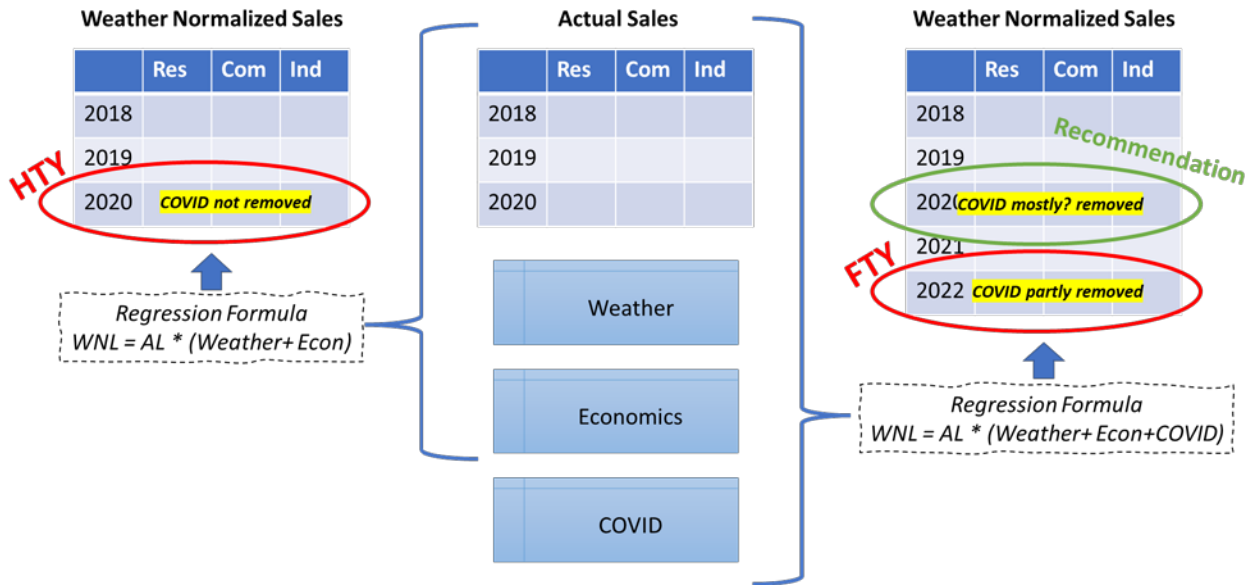 Weather Normalized Sales
Res Com Ind
2018
2019
2020 COVID not removed
HTY
Regression Formula
WNL = AL * (Weather+ Econ)
Actual Sales
Res Com Ind
2018
2019
2020
Weather
Economics
COVID
Weather Normalized Sales
Res Com Ind
2018
Recommendation
2019
2020 COVID mostly? removed
2021
FTY
2022 COVID partly removed
Regression Formula
WNL = AL * (Weather+ Econ+COVID)